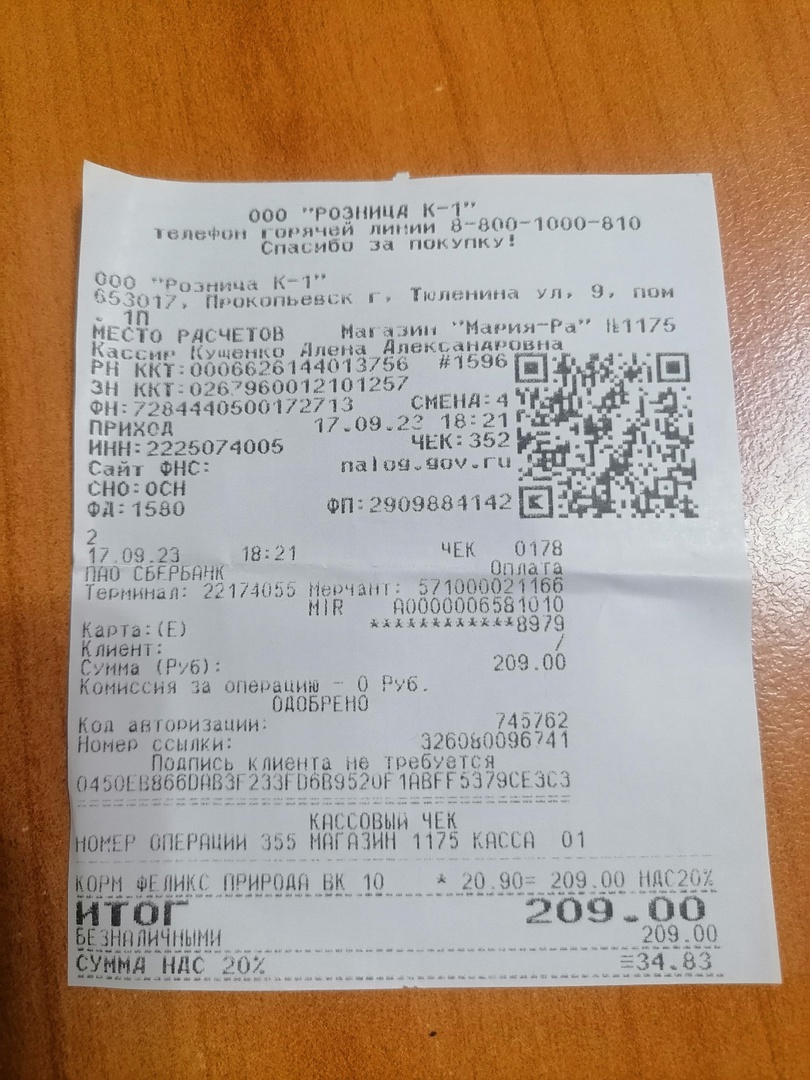 ООО "РОЗНИЦА К-1"
телефон горячей линии 8-800-1000-810
Спасибо за покупку!
ООО "Рознича К-1"
653017, Прокопьевск г, Тюленина ул, 9, пом
. 1П
МЕСТО РАСЧЕТОВ Магазин "Мария-Ра" №1175
Кассир Кущенко Алена Александровна
РН ККТ:0006626144013756 #1596
ЗН ККТ:0267960012101257
ФН:7284440500172713 СМЕНА:4
ПРИХОД 17.09.23 18:21
ИНН:2225074005 ЧЕК:352
Сайт ФНС: nalog.gov.ru
СНО:ОСН
ФД:1580 ФП:2909884142
2
17.09.23 18:21 ЧЕК 0178
ПАО СБЕРБАНК Оплата
Терминал: 22174055 Мерчант: 571000021166
MIR A0000006581010
Карта:(E) ************8979
Клиент: /
Сумма (Руб): 209.00
Комиссия за операцию - 0 Руб.
ОДОБРЕНО
Код авторизации: 745762
Номер ссылки: 326080096741
Подпись клиента не требуется
0450EB866DAB3F233FD6B9520F1ABFF5379CE3C3
КАССОВЫЙ ЧЕК
НОМЕР ОПЕРАЦИИ 355 МАГАЗИН 1175 КАССА 01
КОРМ ФЕЛИКС ПРИРОДА ВК 10 * 20.90= 209.00 НДС20%
ИТОГ 209.00
БЕЗНАЛИЧНЫМИ 209.00
СУММА НДС 20% =34.83